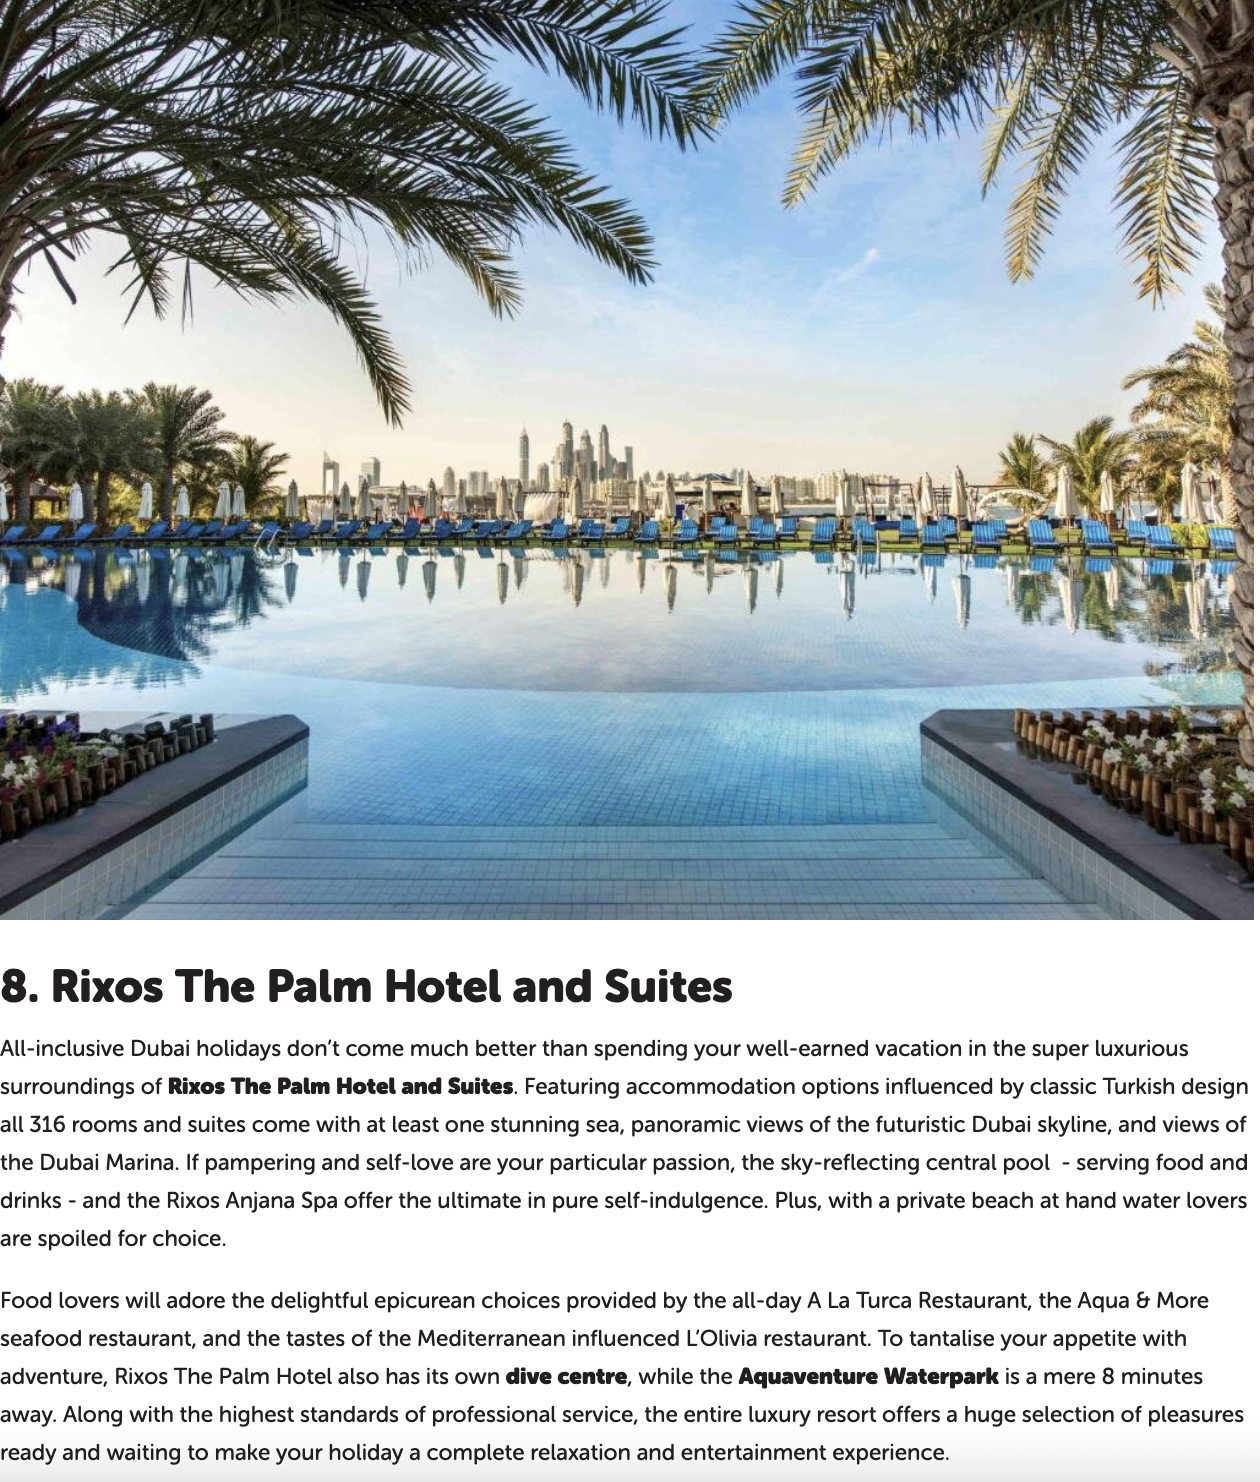 8. Rixos The Palm Hotel and Suites
All-inclusive Dubai holidays don’t come much better than spending your well-earned vacation in the super luxurious
surroundings of Rixos The Palm Hotel and Suites. Featuring accommodation options influenced by classic Turkish design
all 316 rooms and suites come with at least one stunning sea, panoramic views of the futuristic Dubai skyline, and views of
the Dubai Marina. If pampering and self-love are your particular passion, the sky-reflecting central pool  - serving food and
drinks - and the Rixos Anjana Spa offer the ultimate in pure self-indulgence. Plus, with a private beach at hand water lovers
are spoiled for choice.
Food lovers will adore the delightful epicurean choices provided by the all-day A La Turca Restaurant, the Aqua & More
seafood restaurant, and the tastes of the Mediterranean influenced L’Olivia restaurant. To tantalise your appetite with
adventure, Rixos The Palm Hotel also has its own dive centre, while the Aquaventure Waterpark is a mere 8 minutes
away. Along with the highest standards of professional service, the entire luxury resort offers a huge selection of pleasures
ready and waiting to make your holiday a complete relaxation and entertainment experience.